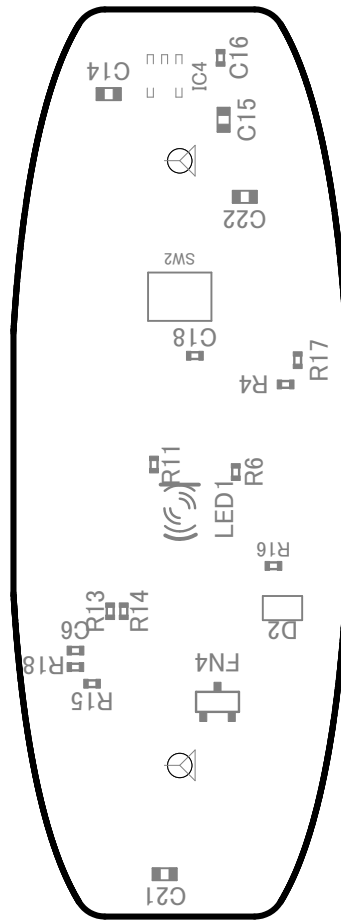 C16
C14
IC4
C15
C22
SW2
C18
R17
R4
R11
R6
LED1
R16
R13
R14
C6
D2
R18
FN4
R15
C21